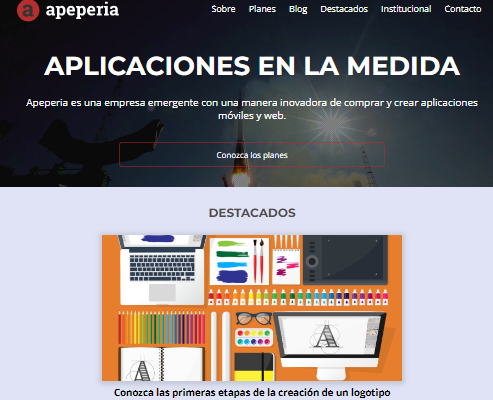 a apeperia
Sobre Planes Blog Destacados Institucional Contacto
APLICACIONES EN LA MEDIDA
Apeperia es una empresa emergente con una manera inovadora de comprar y crear aplicaciones
móviles y web.
Conozca los planes
DESTACADOS
A
A
Conozca las primeras etapas de la creación de un logotipo